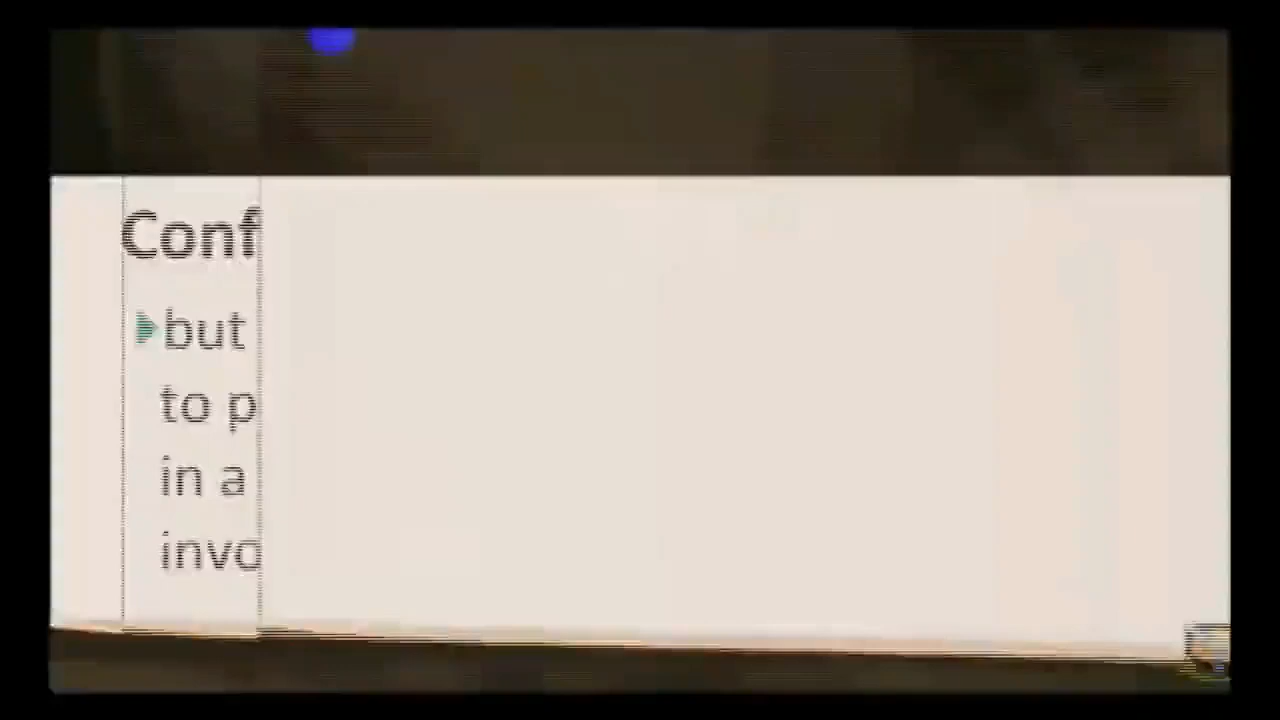 Conf
but
to p
in a
invo